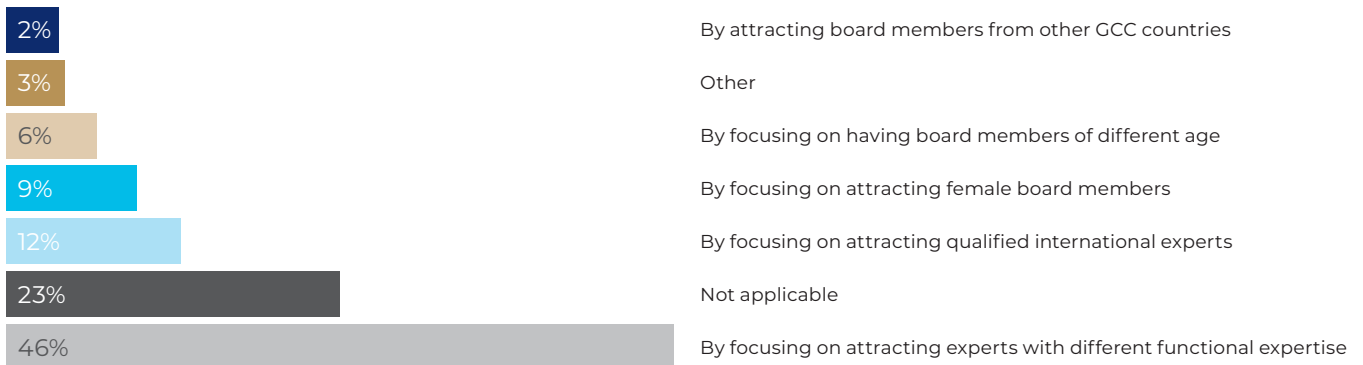 2% By attracting board members from other GCC countries
3% Other
6% By focusing on having board members of different age
9% By focusing on attracting female board members
12% By focusing on attracting qualified international experts
23% Not applicable
46% By focusing on attracting experts with different functional expertise